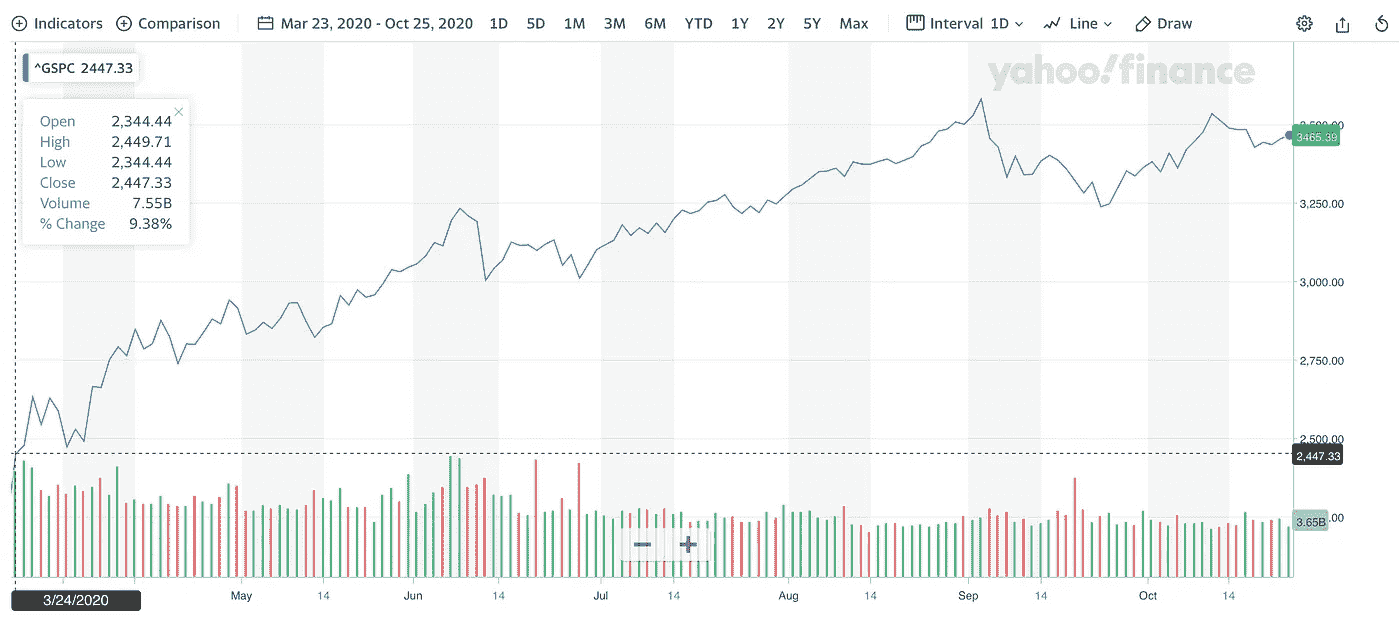 Indicators Comparison Mar 23, 2020 - Oct 25, 2020 1D 5D 1M 3M 6M YTD 1Y 2Y 5Y Max Interval 1D Line Draw
^GSPC 2447.33
yahoo!finance
Open 2,344.44
High 2,449.71
Low 2,344.44
Close 2,447.33
Volume 7.55B
% Change 9.38%
3465.39
3,250.00
3,000.00
2,750.00
2,500.00
2,447.33
3.65B
3/24/2020 May 14 Jun 14 Jul 14 Aug 14 Sep 14 Oct 14